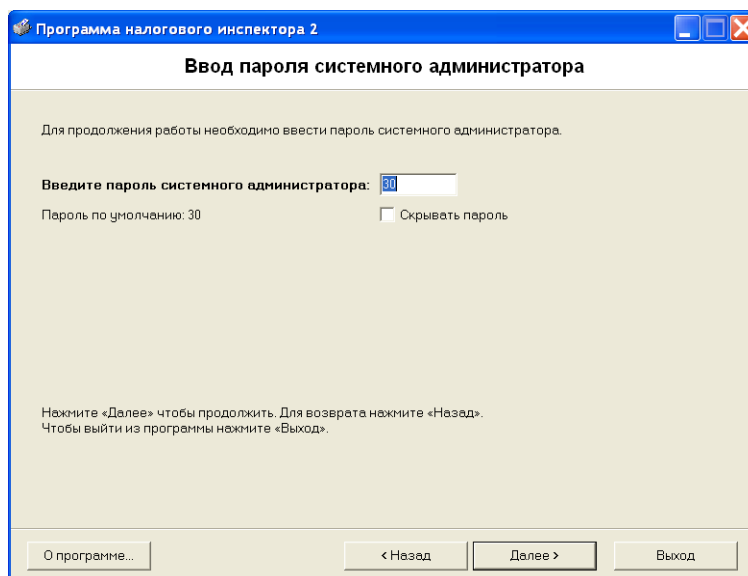 Программа налогового инспектора 2
Ввод пароля системного администратора
Для продолжения работы необходимо ввести пароль системного администратора.
Введите пароль системного администратора: 30
Пароль по умолчанию: 30 Скрывать пароль
Нажмите «Далее» чтобы продолжить. Для возврата нажмите «Назад».
Чтобы выйти из программы нажмите «Выход».
О программе... < Назад Далее > Выход